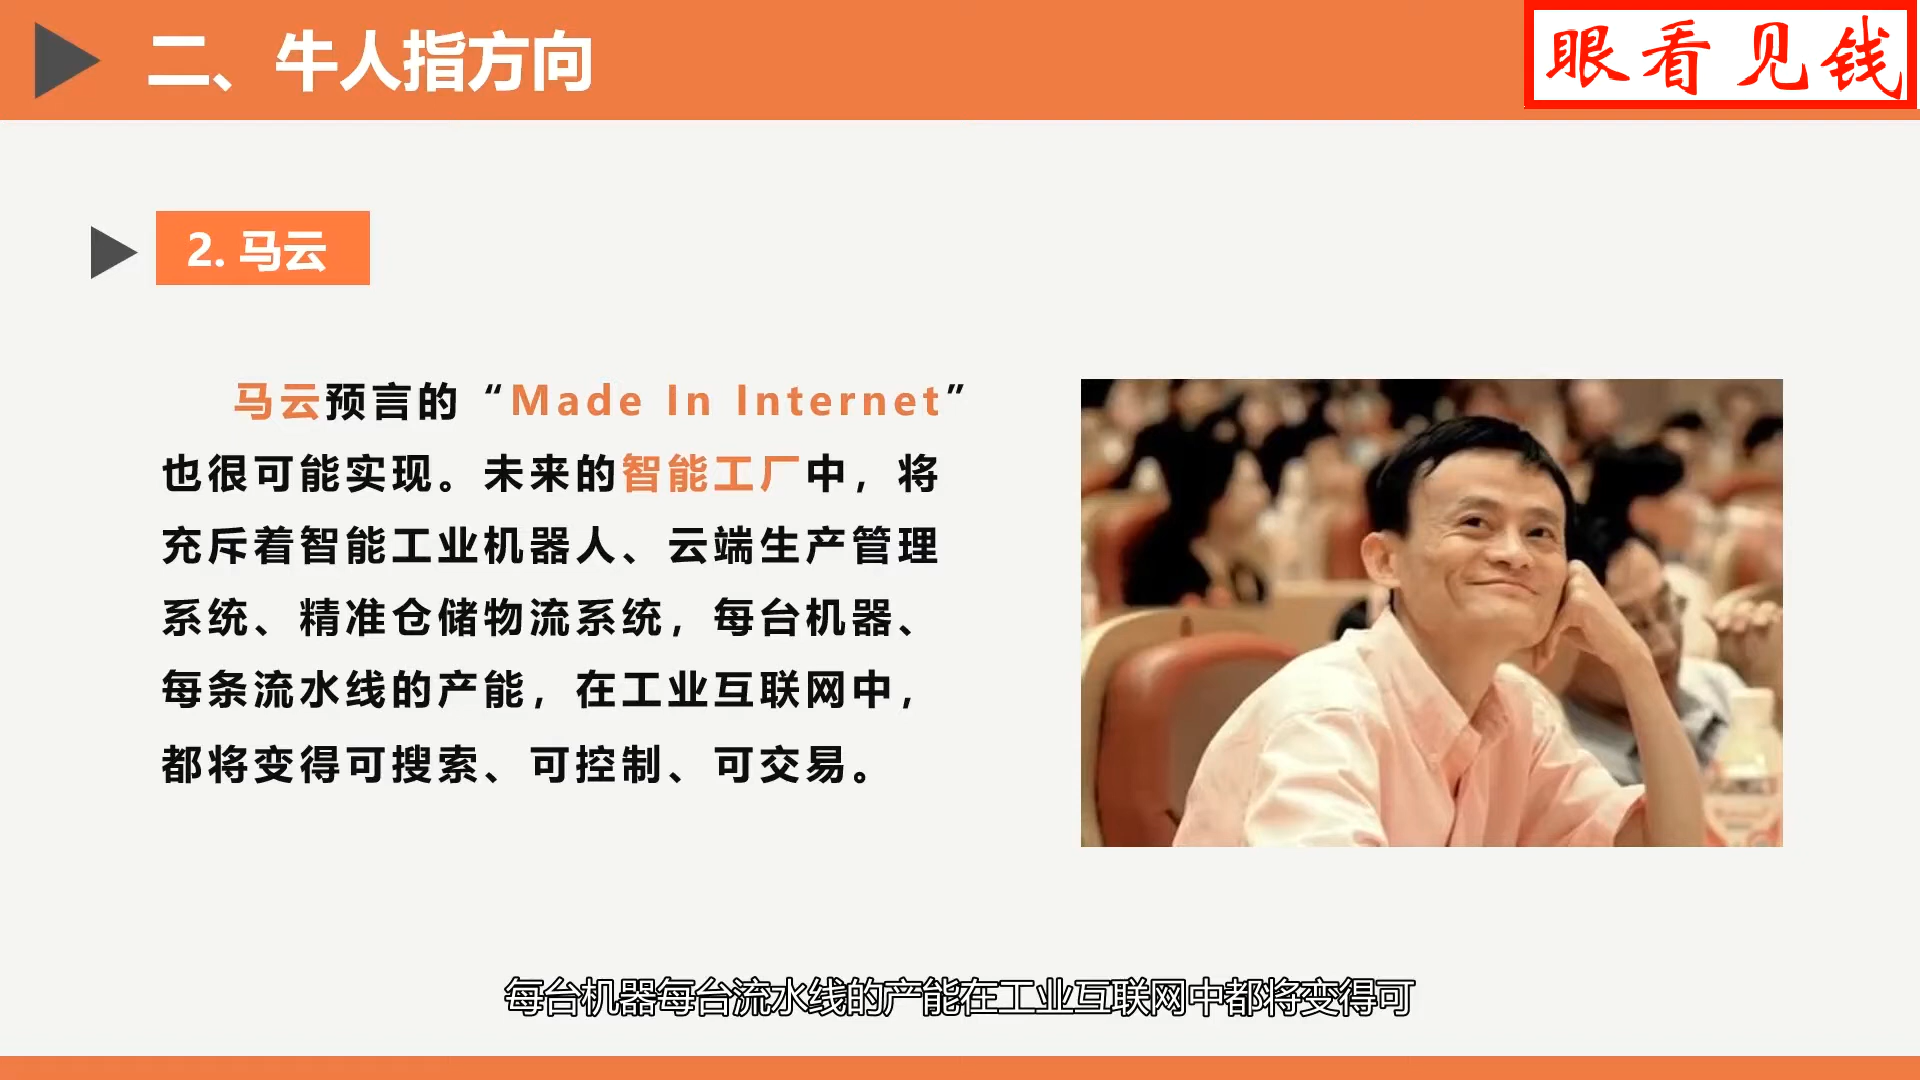 二、牛人指方向
眼看见钱
2. 马云
马云预言的“Made In Internet”
也很可能实现。未来的智能工厂中，将
充斥着智能工业机器人、云端生产管理
系统、精准仓储物流系统，每台机器、
每条流水线的产能，在工业互联网中，
都将变得可搜索、可控制、可交易。
每台机器每台流水线的产能在工业互联网中都将变得可